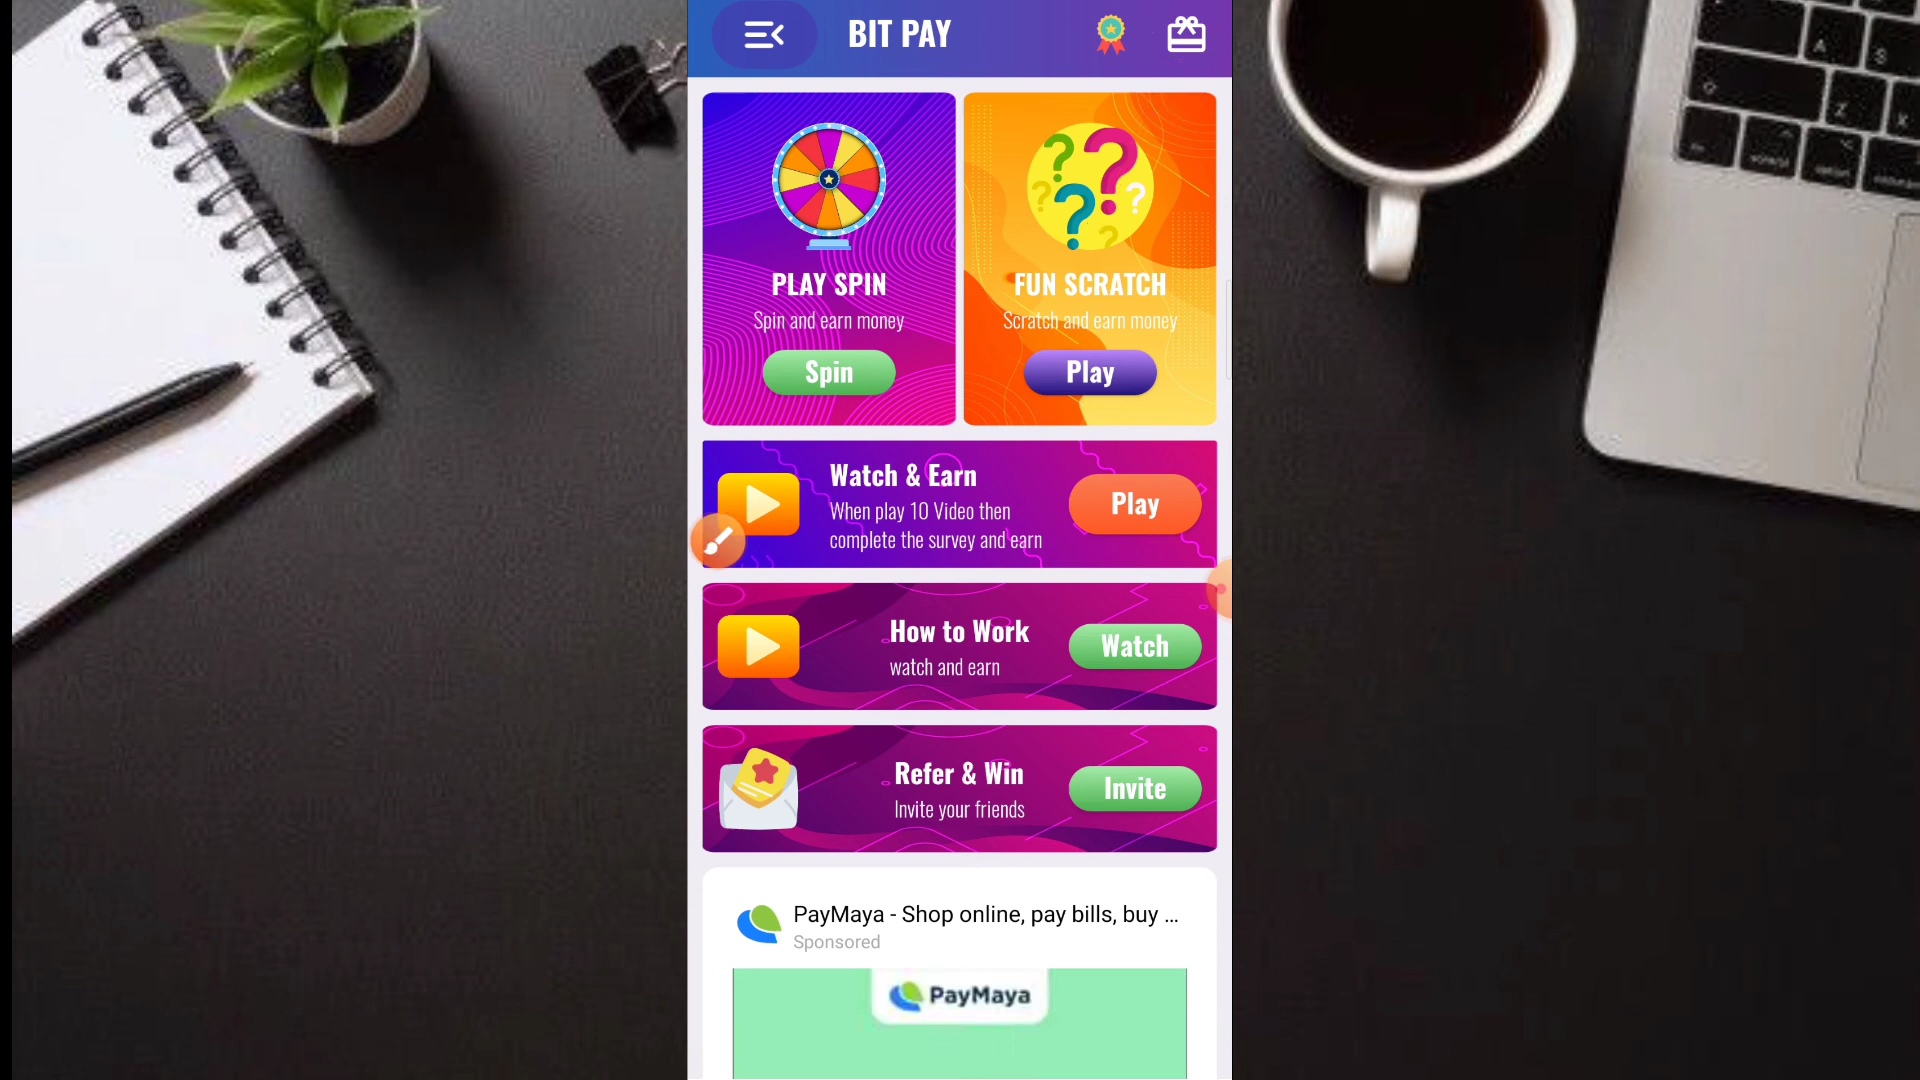 BIT PAY
PLAY SPIN
Spin and earn money
Spin
FUN SCRATCH
Scratch and earn money
Play
Watch & Earn
When play 10 Video then
complete the survey and earn
Play
How to Work
watch and earn
Watch
Refer & Win
Invite your friends
Invite
PayMaya - Shop online, pay bills, buy ...
Sponsored
PayMaya
A
S
Z
X